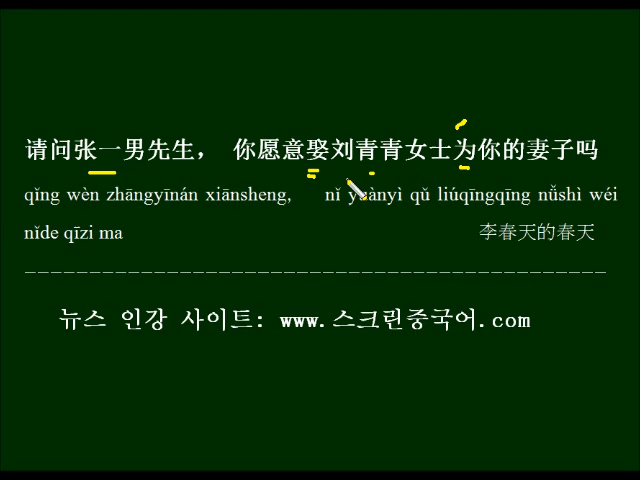 请问张一男先生， 你愿意娶刘青青女士为你的妻子吗
qǐng wèn zhāngyīnán xiānsheng, nǐ yuànyì qǔ liúqīngqīng nǚshì wéi
nǐde qīzi ma
李春天的春天
뉴스 인강 사이트: www.스크린중국어.com